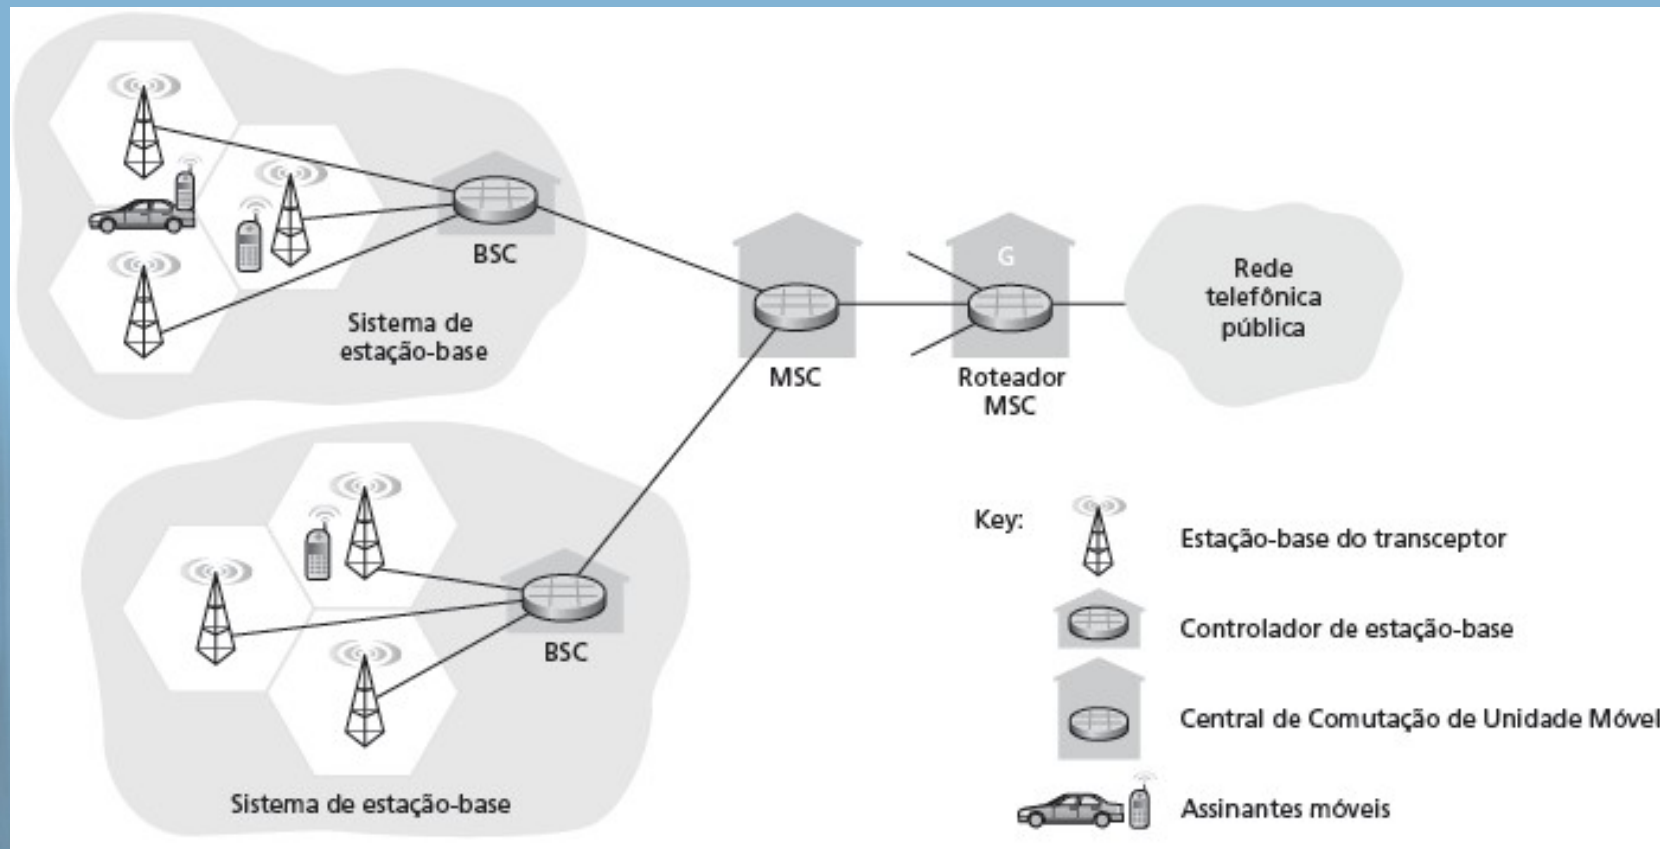 BSC
Sistema de
estação-base
MSC
G
Roteador
MSC
Rede
telefônica
pública
BSC
Sistema de estação-base
Key:
Estação-base do transceptor
Controlador de estação-base
Central de Comutação de Unidade Móvel
Assinantes móveis